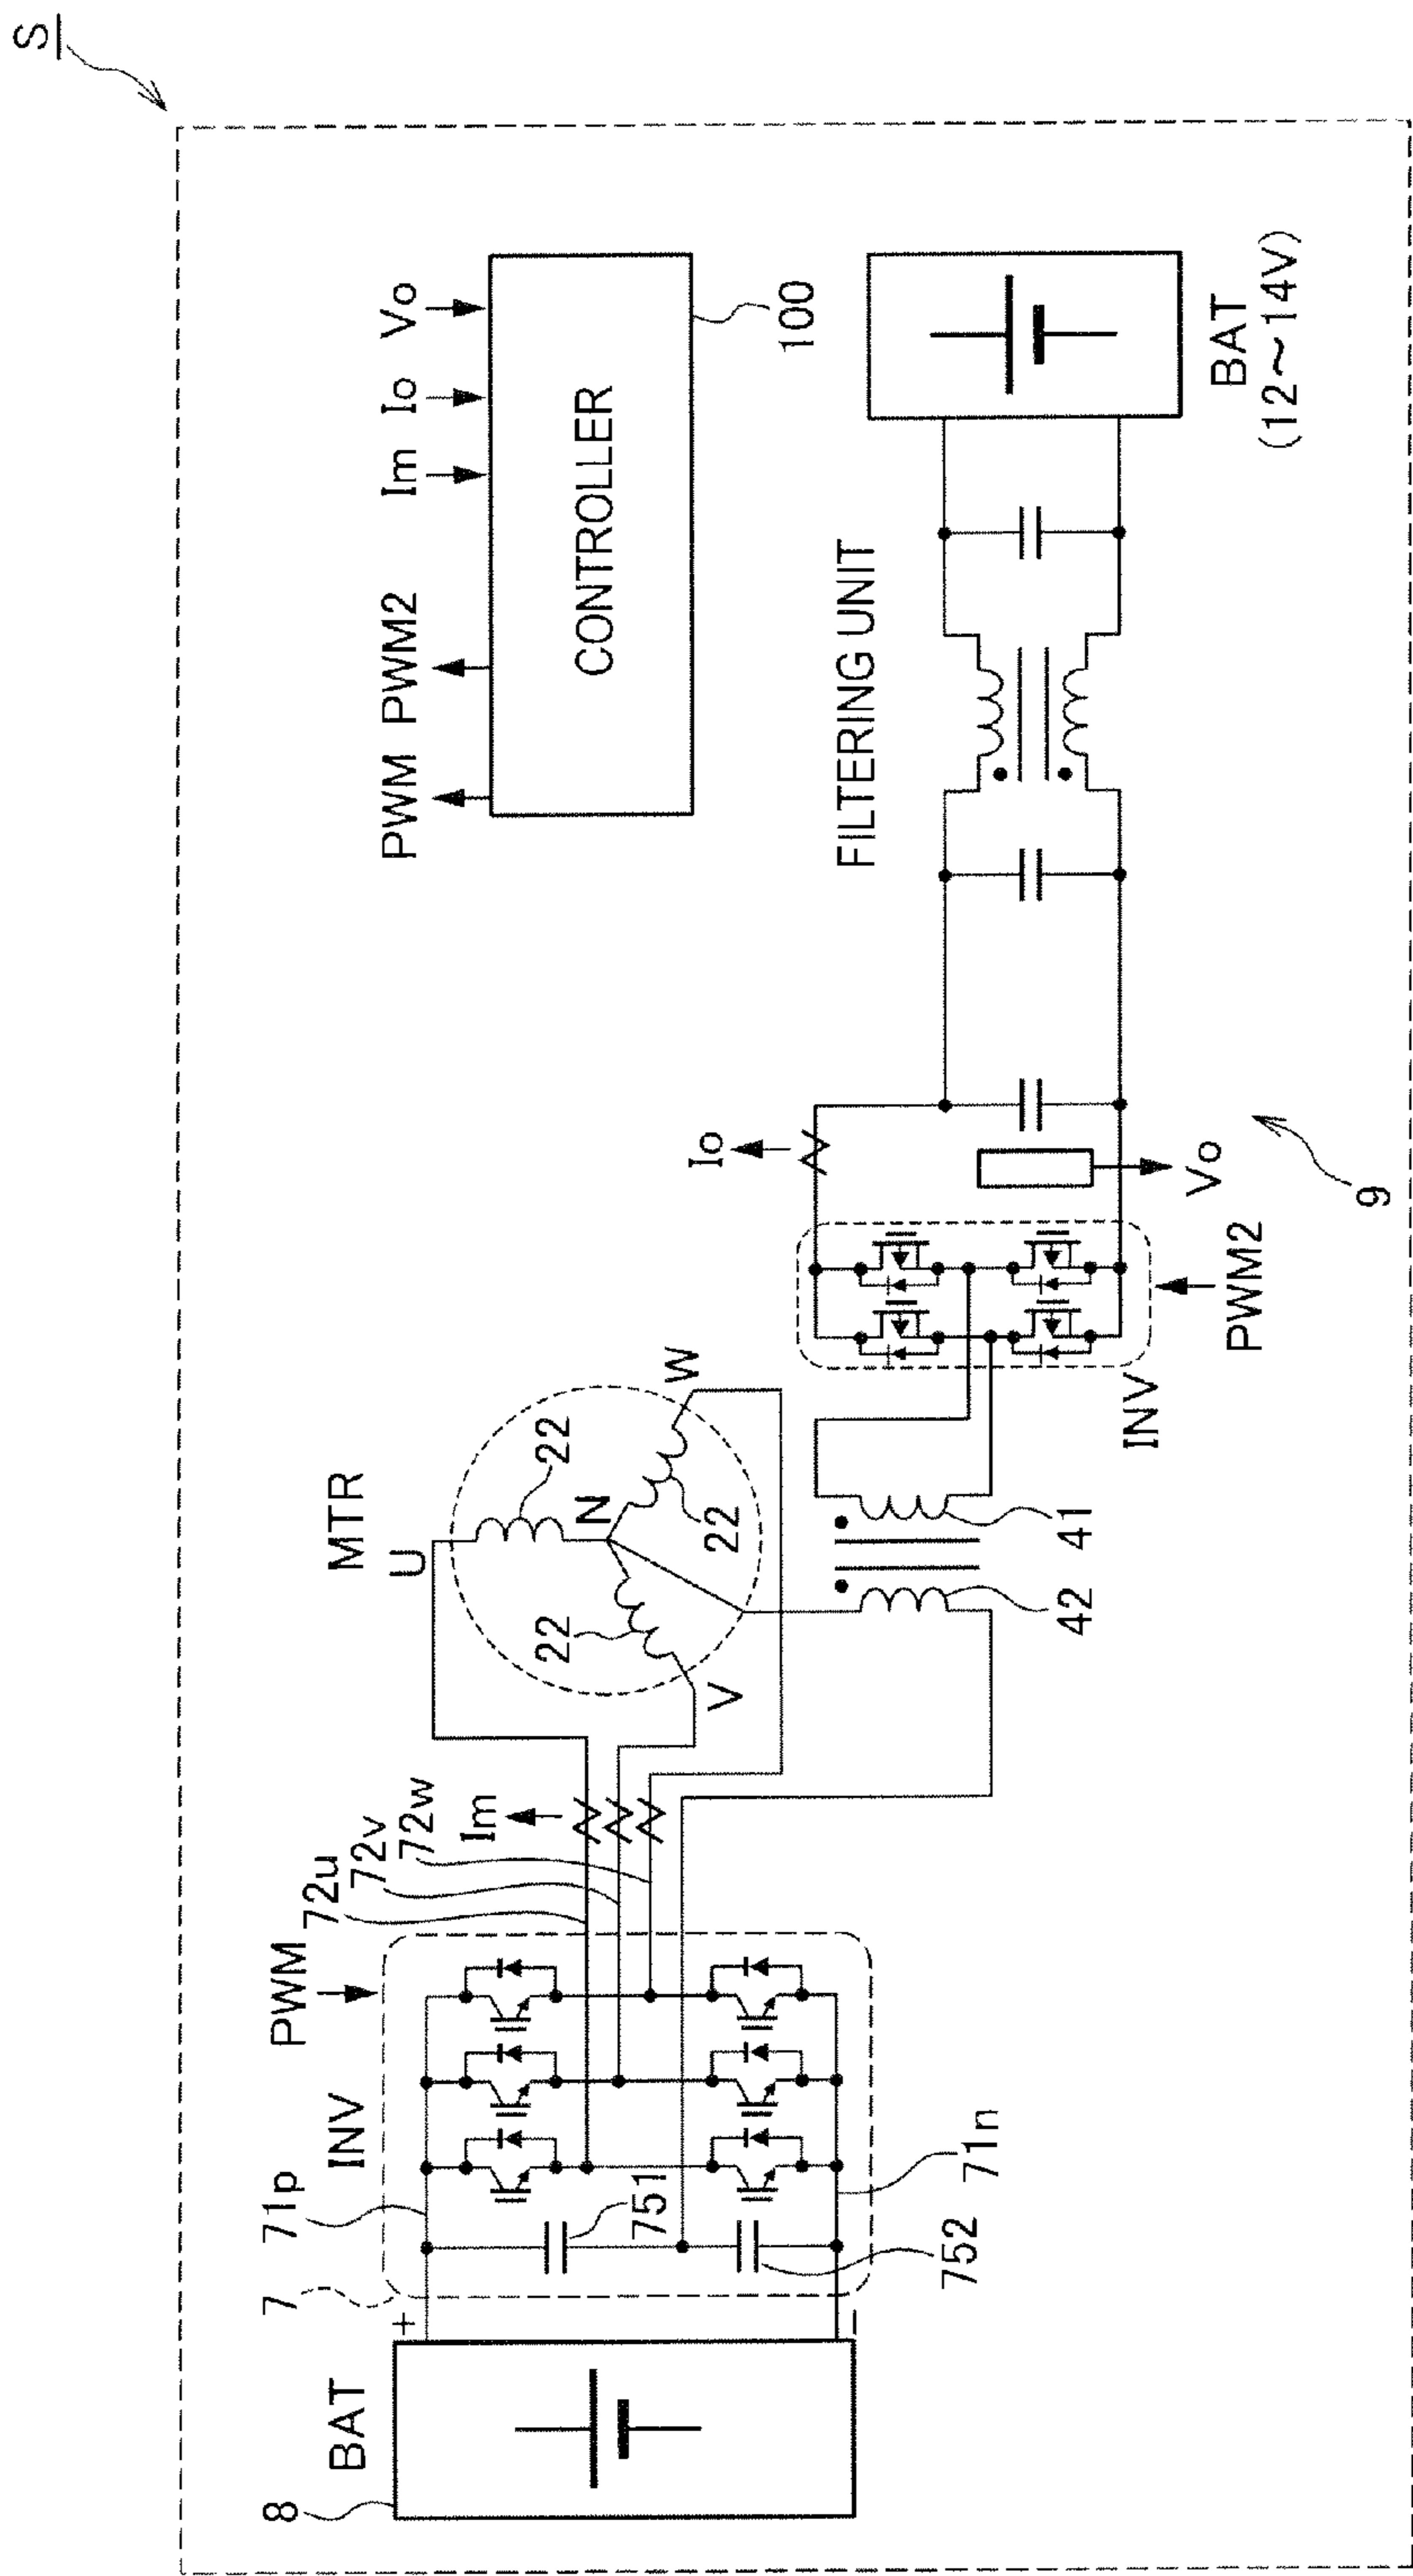 S
PWM
PWM2
Im
Io
Vo
CONTROLLER
100
MTR
U
22
N
22
22
W
V
Im
72u
72v
72w
PWM
INV
71p
7
+
−
BAT
8
751
752
71n
42
41
INV
PWM2
Io
Vo
9
FILTERING UNIT
BAT
(12～14V)